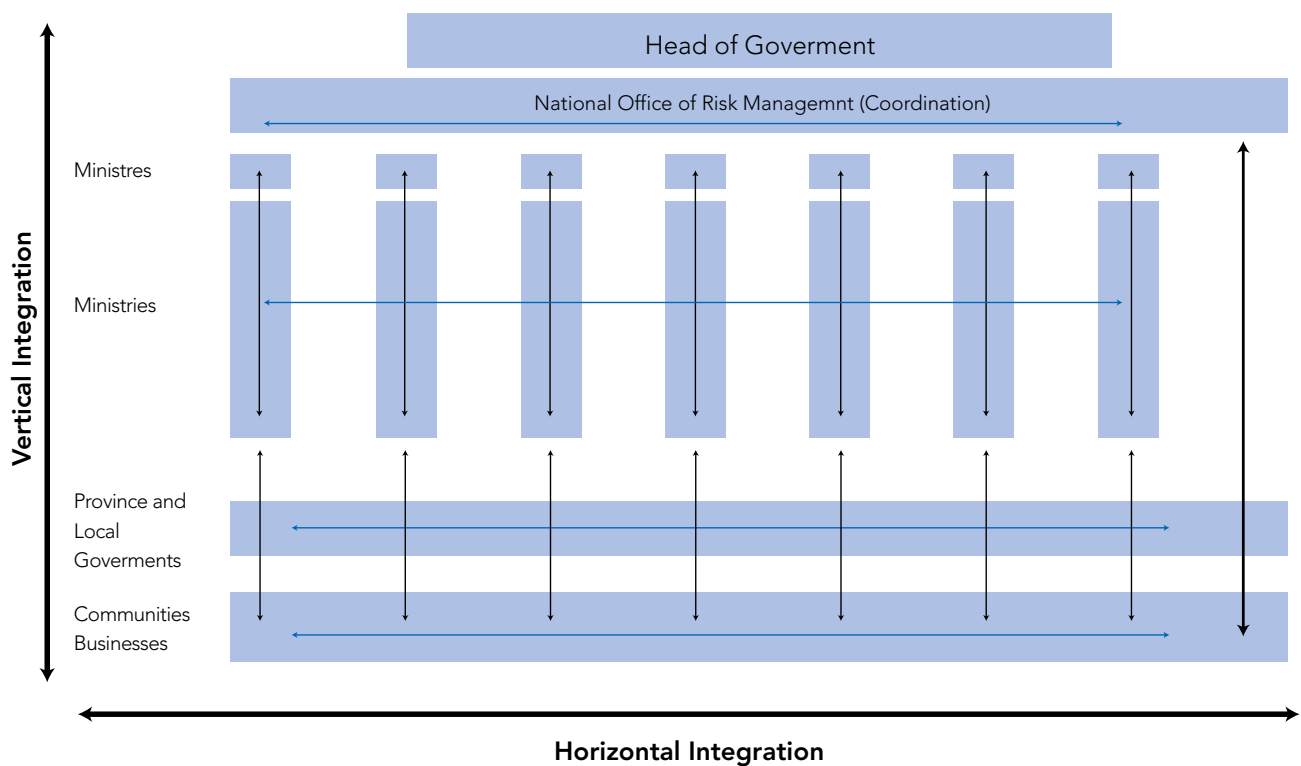 Head of Goverment
National Office of Risk Managemnt (Coordination)
Ministres
Ministries
Province and
Local
Goverments
Communities
Businesses
Vertical Integration
Horizontal Integration